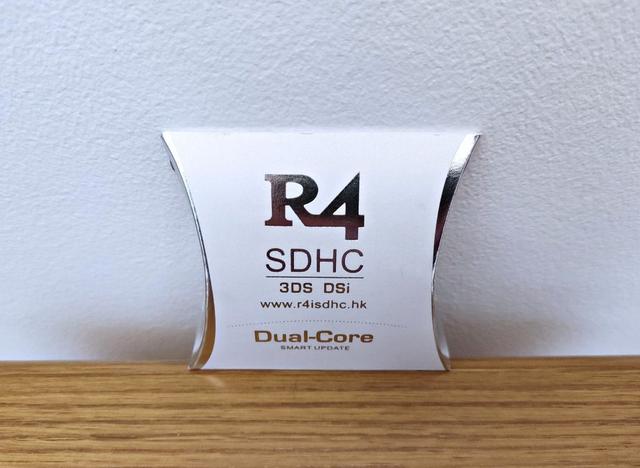 R4
SDHC
3DS DSi
www.r4isdhc.hk
Dual-Core
SMART UPDATE